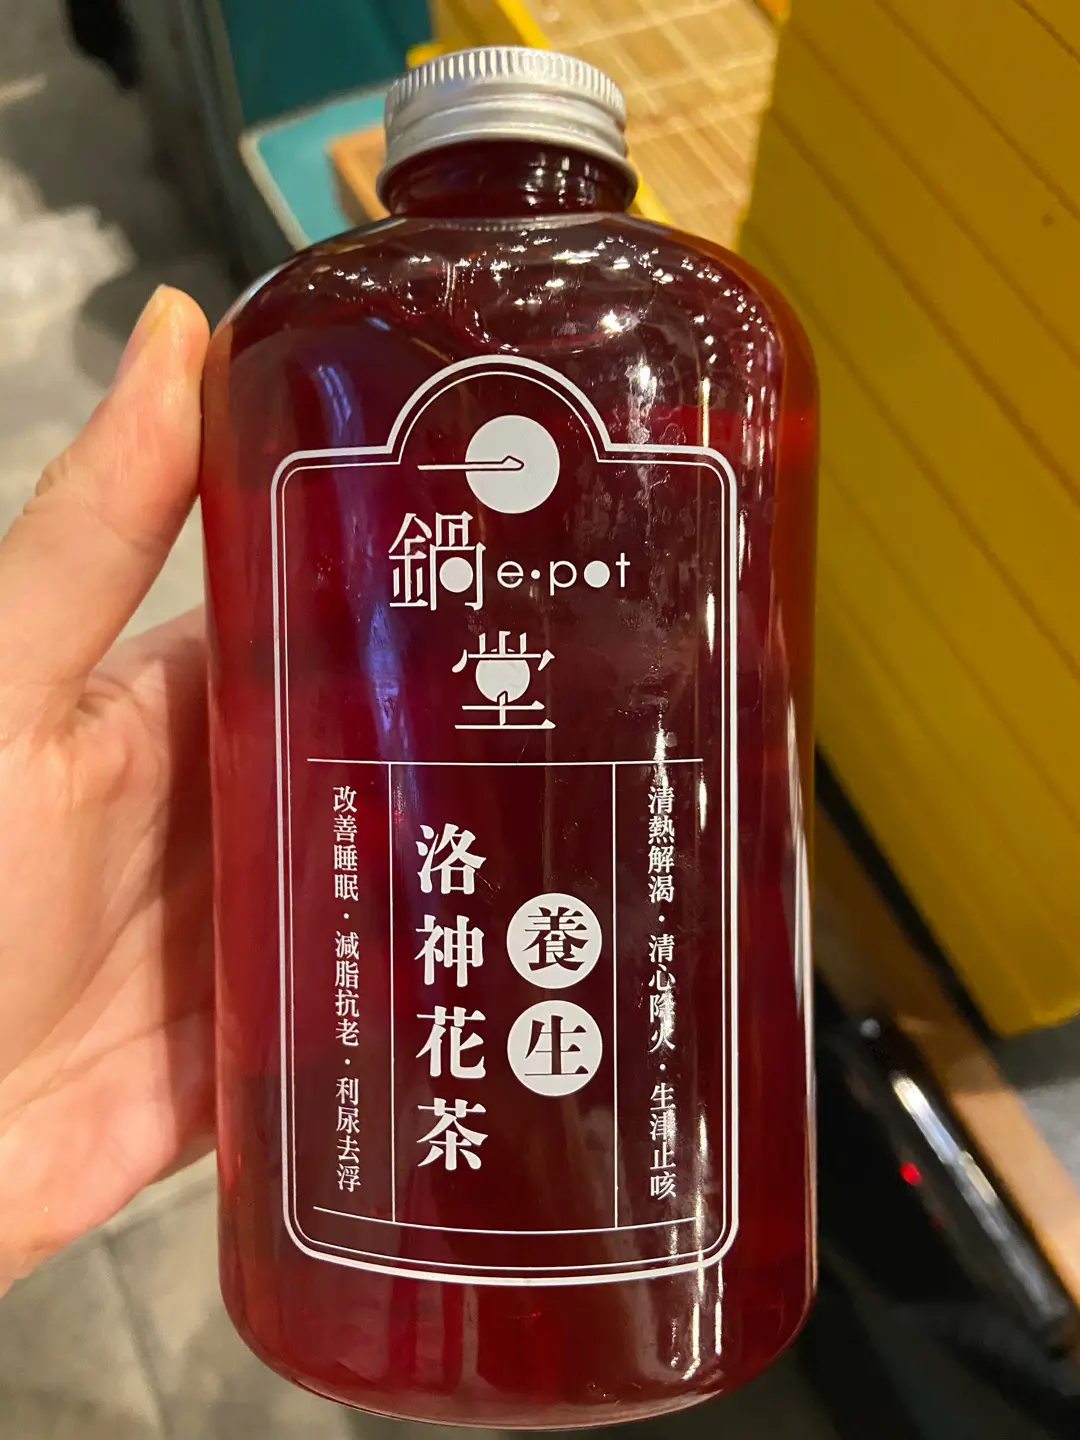 鍋 e·pot
堂
清熱解渴·清心降火·生津止咳
養生
洛神花茶
改善睡眠·減脂抗老·利尿去浮